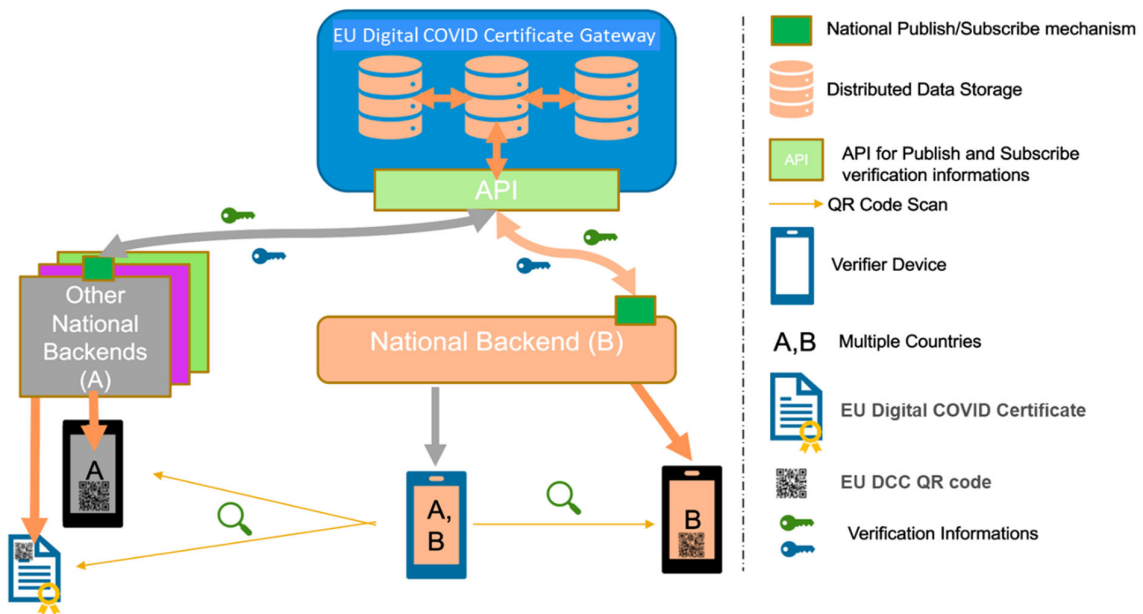 EU Digital COVID Certificate Gateway
API
Other
National
Backends
(A)
National Backend (B)
A
A,
B
B
National Publish/Subscribe mechanism
Distributed Data Storage
API
API for Publish and Subscribe
verification informations
QR Code Scan
Verifier Device
A,B
Multiple Countries
EU Digital COVID Certificate
EU DCC QR code
Verification Informations